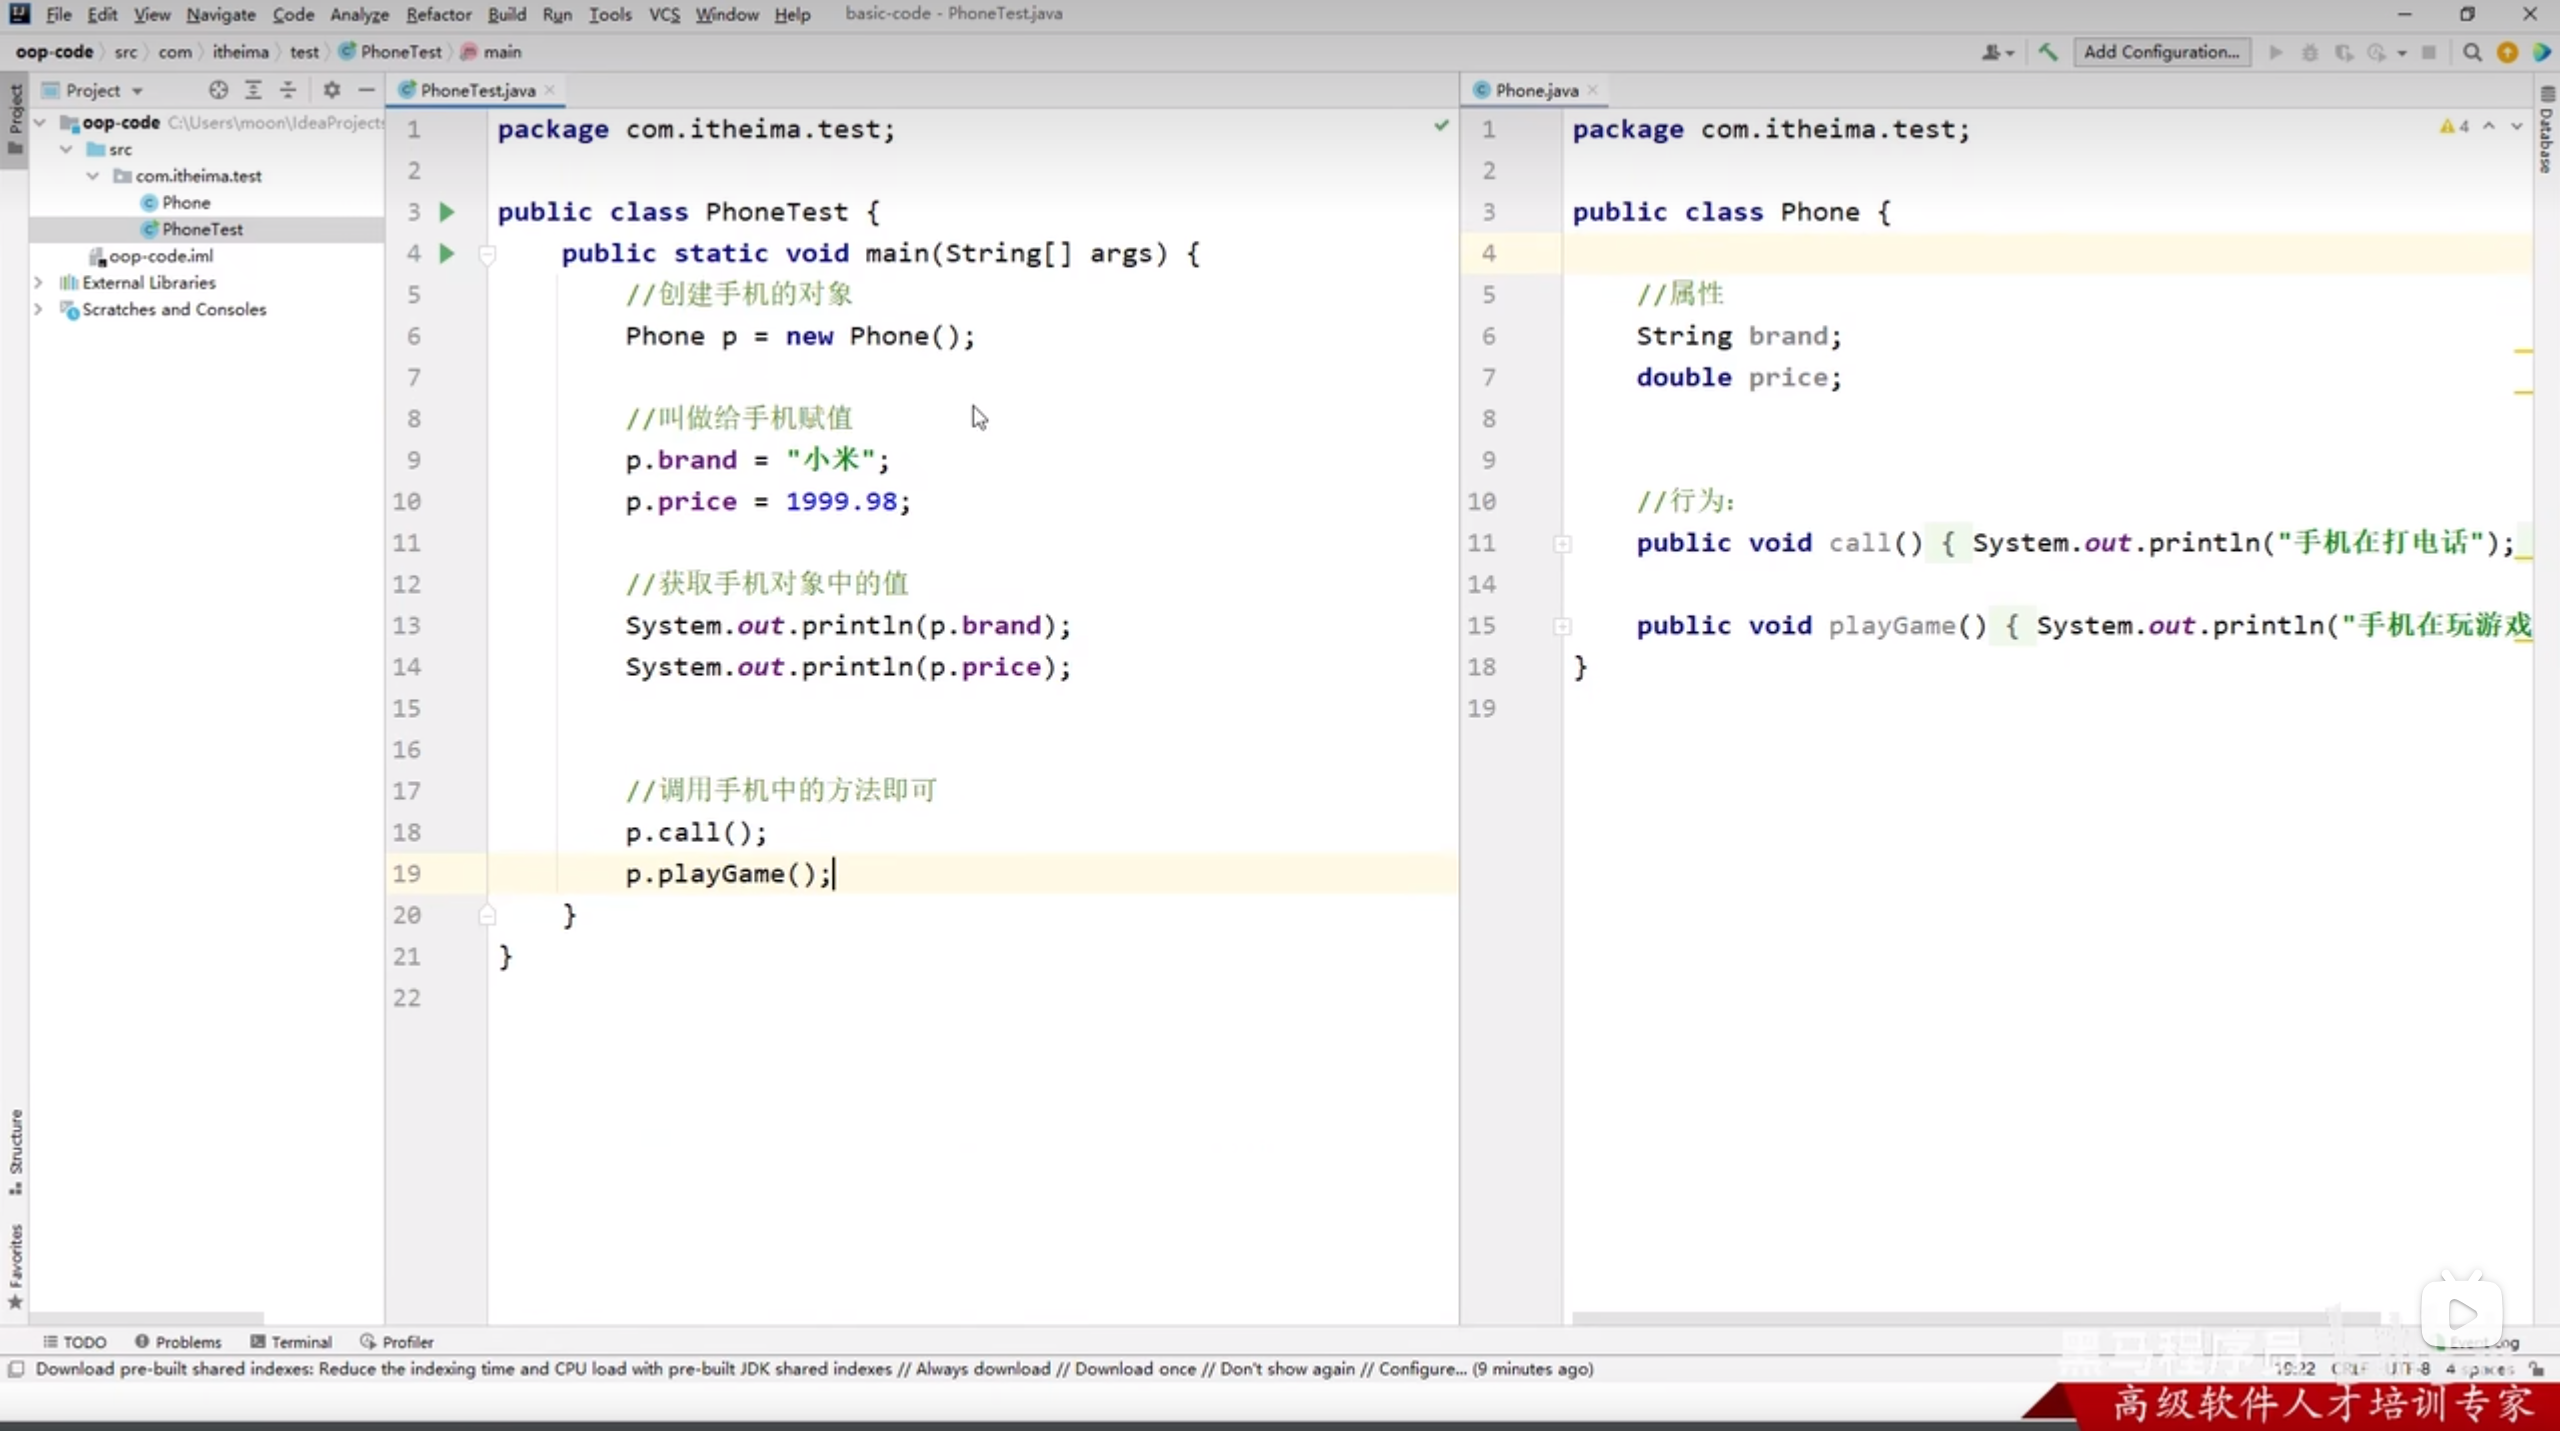 File Edit View Navigate Code Analyze Refactor Build Run Tools VCS Window Help basic-code - PhoneTest.java
oop-code src com itheima test PhoneTest main Add Configuration...
Project
Project
oop-code C:\Users\moon\IdeaProjects
src
com.itheima.test
Phone
PhoneTest
oop-code.iml
External Libraries
Scratches and Consoles
Structure
Favorites
PhoneTest.java
1 package com.itheima.test;
2
3 public class PhoneTest {
4 public static void main(String[] args) {
5 //创建手机的对象
6 Phone p = new Phone();
7
8 //叫做给手机赋值
9 p.brand = "小米";
10 p.price = 1999.98;
11
12 //获取手机对象中的值
13 System.out.println(p.brand);
14 System.out.println(p.price);
15
16
17 //调用手机中的方法即可
18 p.call();
19 p.playGame();
20 }
21 }
22
Phone.java
4
1 package com.itheima.test;
2
3 public class Phone {
4
5 //属性
6 String brand;
7 double price;
8
9
10 //行为:
11 public void call() { System.out.println("手机在打电话");
14
15 public void playGame() { System.out.println("手机在玩游戏
18 }
19
Database
TODO Problems Terminal Profiler
Download pre-built shared indexes: Reduce the indexing time and CPU load with pre-built JDK shared indexes // Always download // Download once // Don't show again // Configure... (9 minutes ago)
19:22 CRLF UTF-8 4 spaces
高级软件人才培训专家